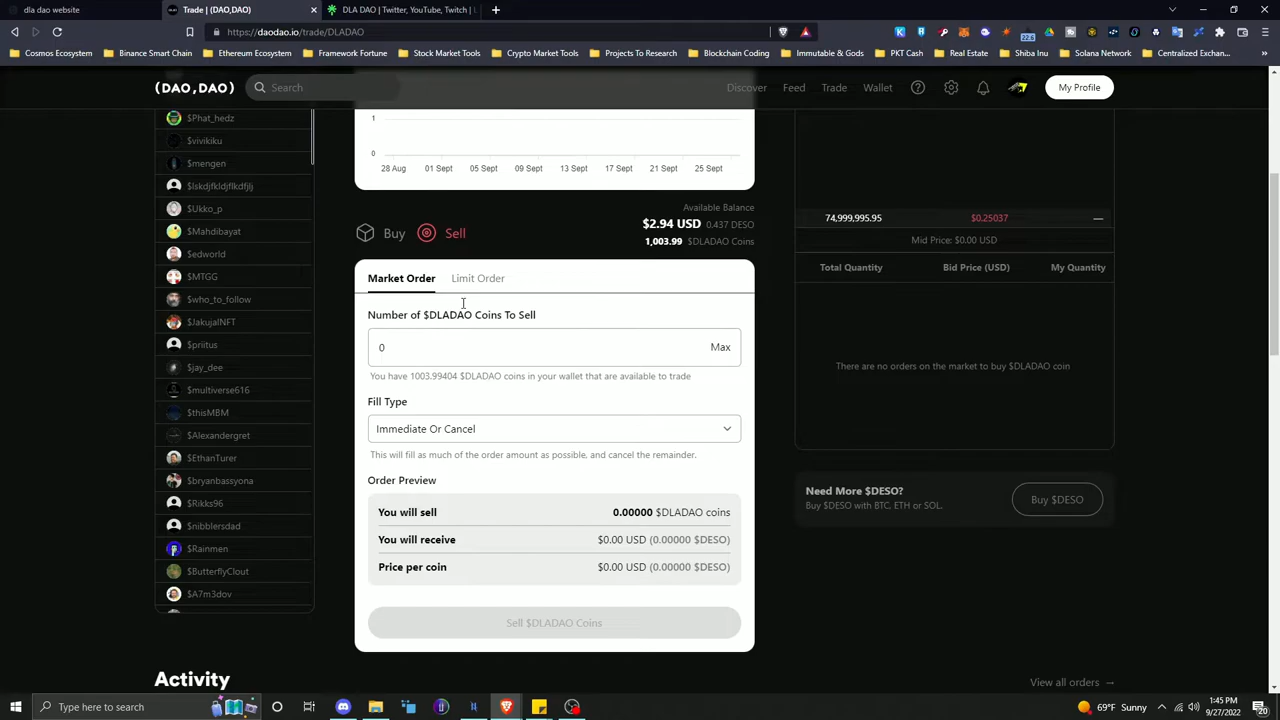 dla dao website
Trade | (DAO,DAO)
DLA DAO | Twitter, YouTube, Twitch |
https://daodao.io/trade/DLADAO
Cosmos Ecosystem
Binance Smart Chain
Ethereum Ecosystem
Framework Fortune
Stock Market Tools
Crypto Market Tools
Projects To Research
Blockchain Coding
Immutable & Gods
PKT Cash
Real Estate
Solana Network
Centralized Exchan...
(DAO,DAO)
Search
Discover
Feed
Trade
Wallet
My Profile
$Phat_hedz
$vivikiku
$mengen
$lskdjfkldjflkdfjlj
$Ukko_p
$Mahdibayat
$edworld
$MTGG
$who_to_follow
$JakujalNFT
$priitus
$jay_dee
$multiverse616
$thisMBM
$Alexandergret
$EthanTurer
$bryanbassyona
$Rikks96
$nibblersdad
$Rainmen
$ButterflyClout
$A7m3dov
1
0
28 Aug
01 Sept
05 Sept
09 Sept
13 Sept
17 Sept
21 Sept
25 Sept
Buy
Sell
Available Balance
$2.94 USD 0.437 DESO
1,003.99 $DLADAO Coins
Market Order
Limit Order
Number of $DLADAO Coins To Sell
0
Max
You have 1003.99404 $DLADAO coins in your wallet that are available to trade
Fill Type
Immediate Or Cancel
This will fill as much of the order amount as possible, and cancel the remainder.
Order Preview
You will sell
0.00000 $DLADAO coins
You will receive
$0.00 USD (0.00000 $DESO)
Price per coin
$0.00 USD (0.00000 $DESO)
Sell $DLADAO Coins
74,999,995.95
$0.25037
—
Mid Price: $0.00 USD
Total Quantity
Bid Price (USD)
My Quantity
There are no orders on the market to buy $DLADAO coin
Need More $DESO?
Buy $DESO with BTC, ETH or SOL.
Buy $DESO
Activity
View all orders →
Type here to search
69°F Sunny
1:45 PM
9/27/2022